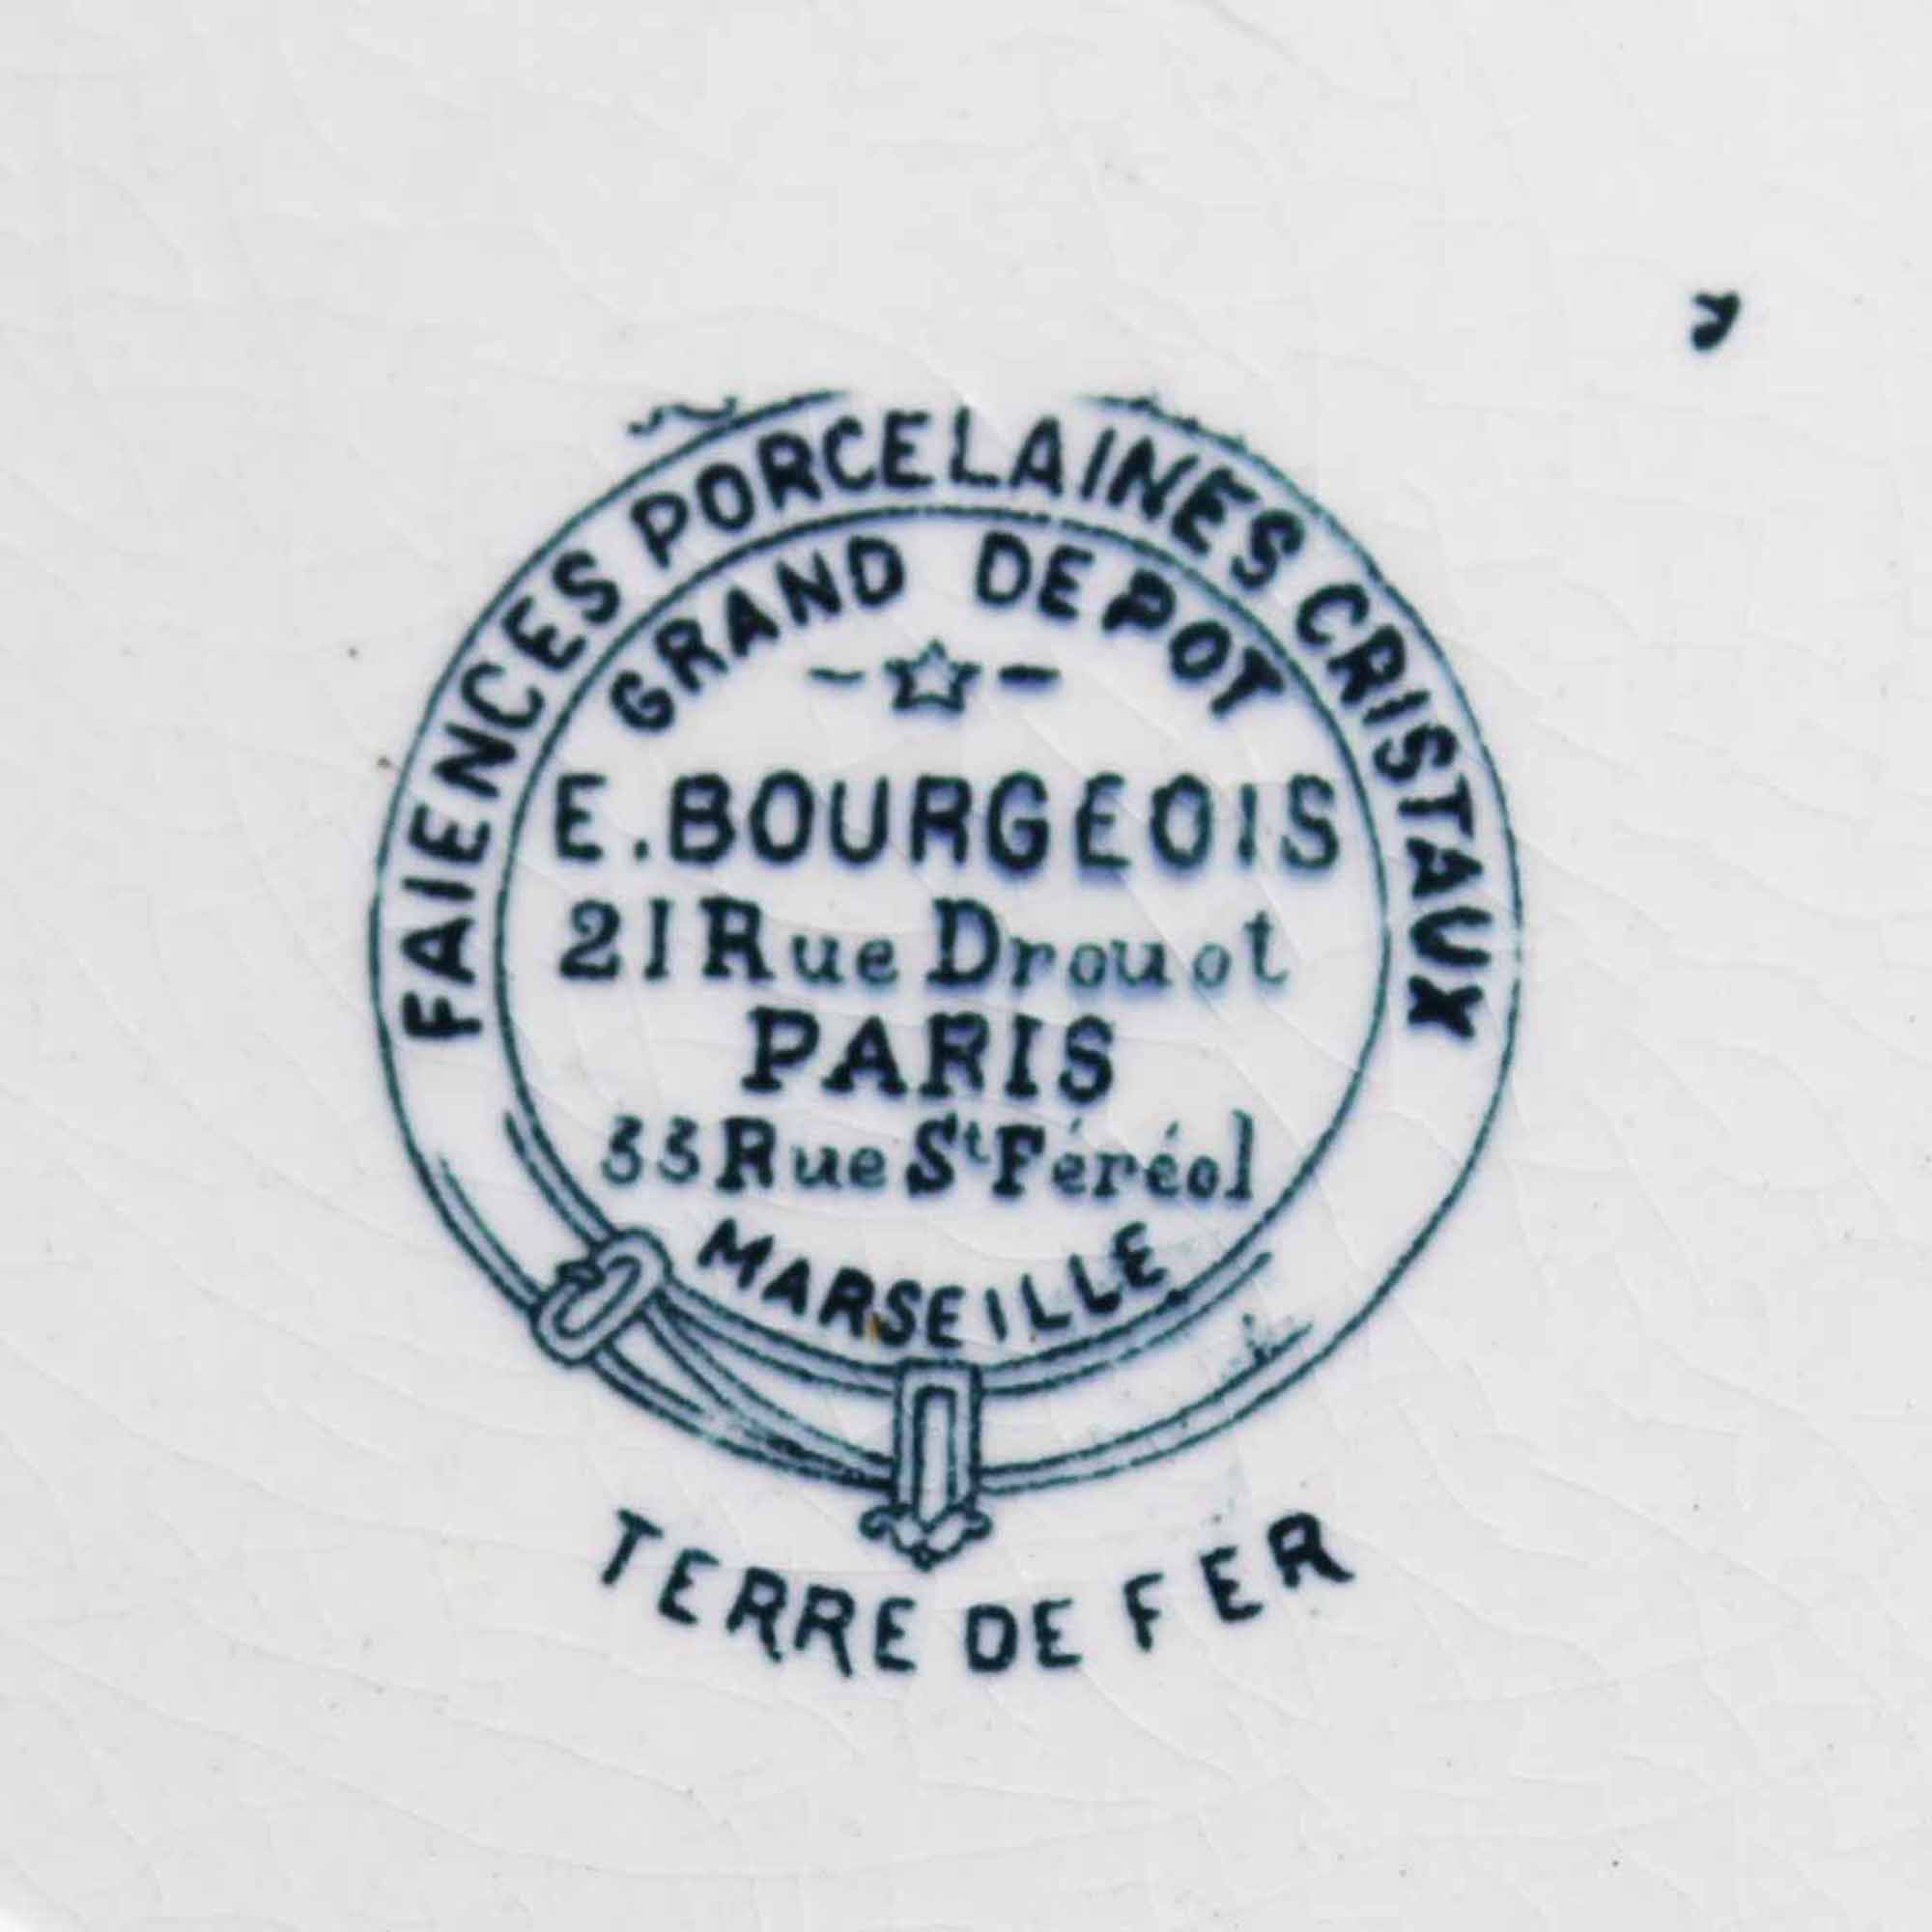 FAIENCES PORCELAINES CRISTAUX
GRAND DEPOT
E. BOURGEOIS
21 Rue Drouot
PARIS
33 Rue St Féréol
MARSEILLE
TERRE DE FER